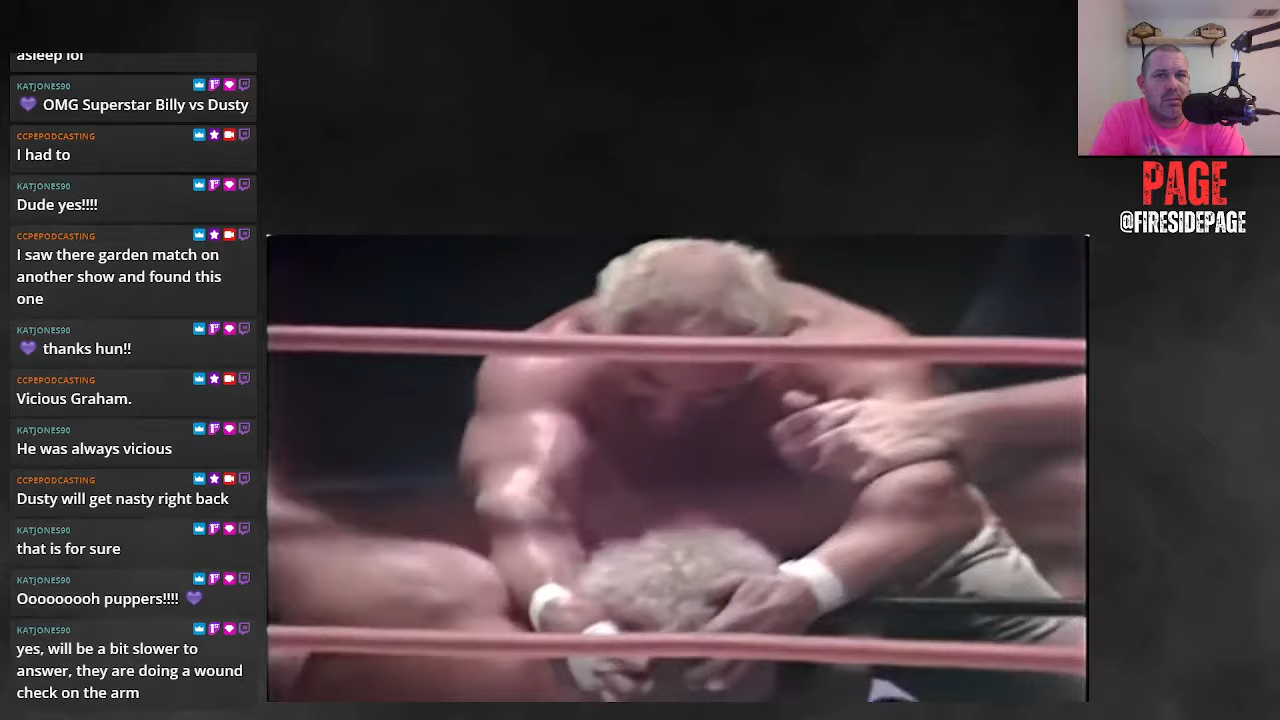 asleep lol
KATJONES90
OMG Superstar Billy vs Dusty
CCPEPODCASTING
I had to
KATJONES90
Dude yes!!!!
CCPEPODCASTING
I saw there garden match on
another show and found this
one
KATJONES90
thanks hun!!
CCPEPODCASTING
Vicious Graham.
KATJONES90
He was always vicious
CCPEPODCASTING
Dusty will get nasty right back
KATJONES90
that is for sure
KATJONES90
Ooooooooh puppers!!!!
KATJONES90
yes, will be a bit slower to
answer, they are doing a wound
check on the arm
PAGE
@FIRESIDEPAGE